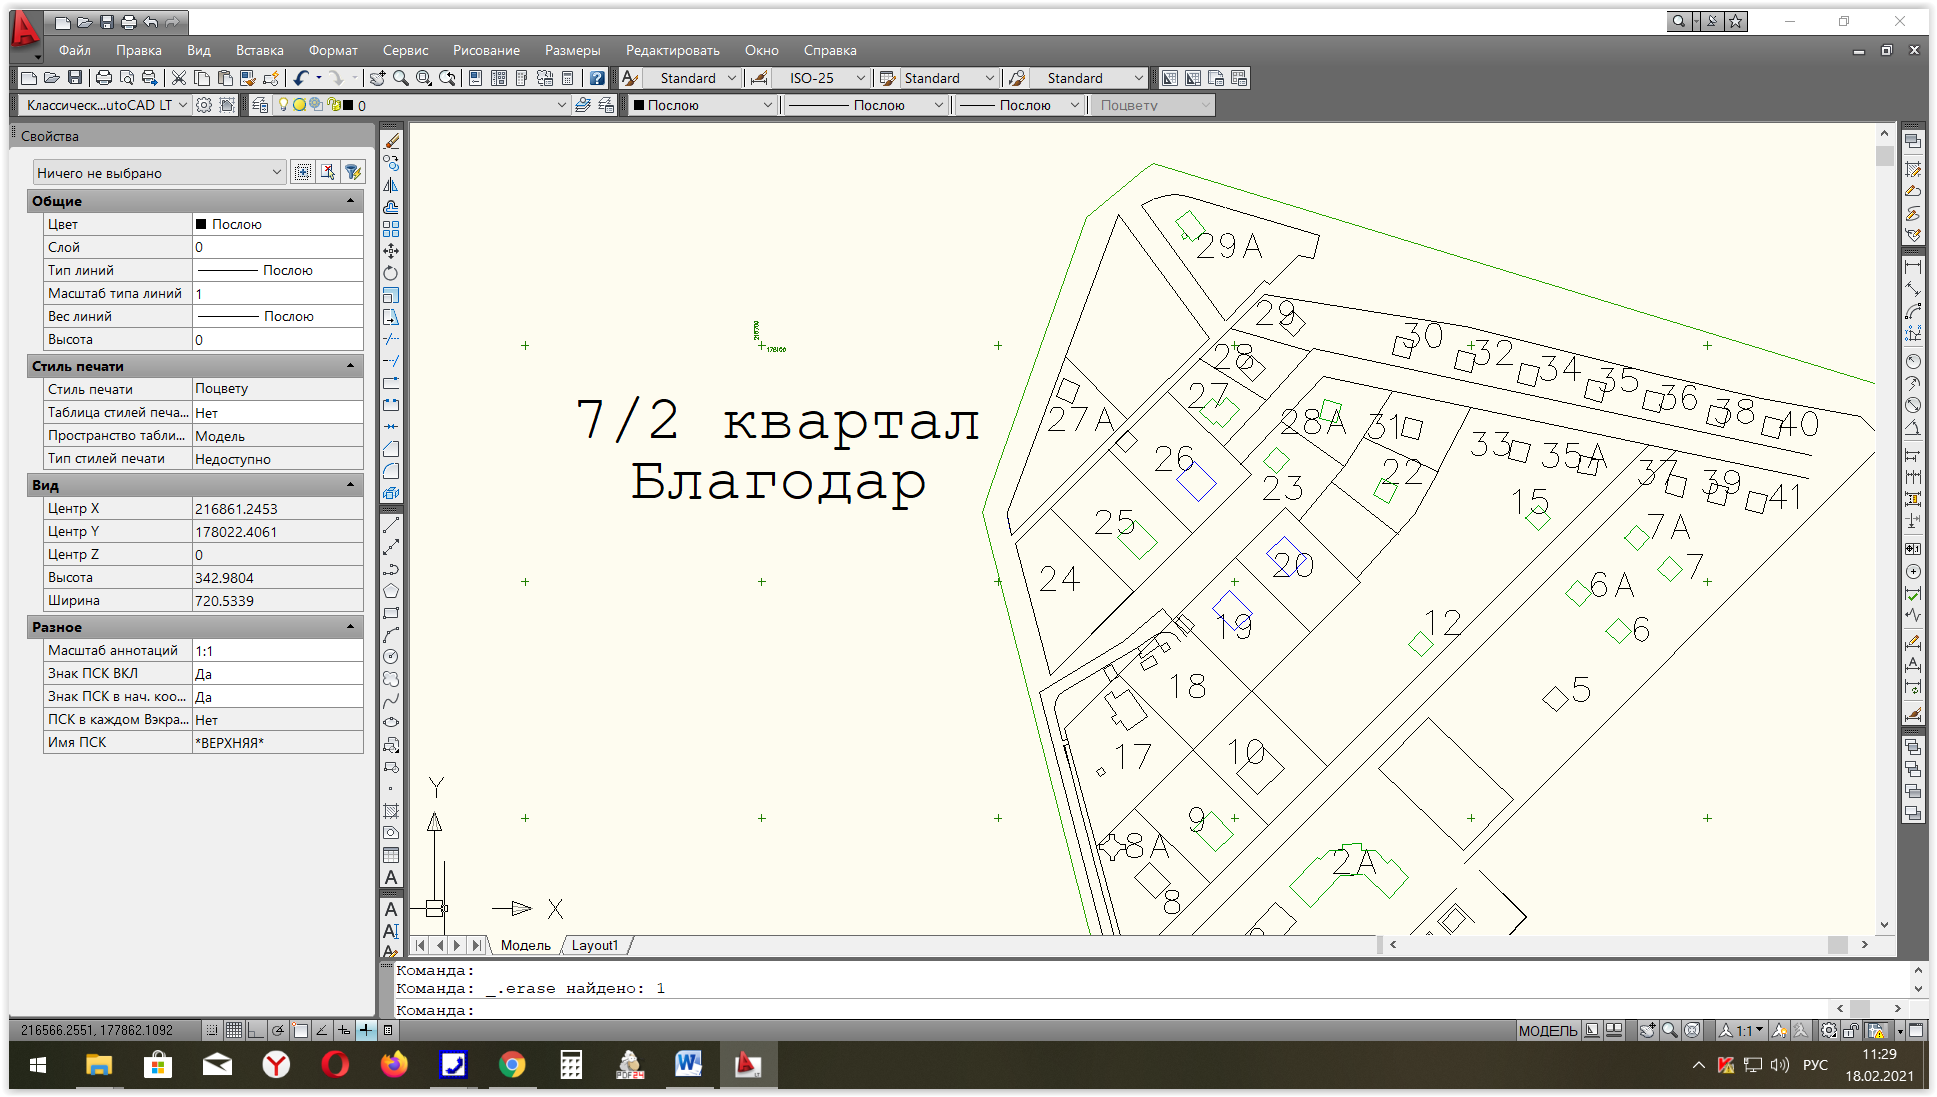 Файл Правка Вид Вставка Формат Сервис Рисование Размеры Редактировать Окно Справка
Standard ISO-25 Standard Standard
Классическ...utoCAD LT 0 Послою Послою Послою Поцвету
Свойства
Ничего не выбрано
Общие
Цвет Послою
Слой 0
Тип линий Послою
Масштаб типа линий 1
Вес линий Послою
Высота 0
Стиль печати
Стиль печати Поцвету
Таблица стилей печа... Нет
Пространство табли... Модель
Тип стилей печати Недоступно
Вид
Центр X 216861.2453
Центр Y 178022.4061
Центр Z 0
Высота 342.9804
Ширина 720.5339
Разное
Масштаб аннотаций 1:1
Знак ПСК ВКЛ Да
Знак ПСК в нач. коо... Да
ПСК в каждом Вэкра... Нет
Имя ПСК *ВЕРХНЯЯ*
7/2 квартал
Благодар
29А
29
30
32
34
35
36
38
40
28
27
27А
28А
31
33
35А
37
39
41
26
23
22
15
25
7А
7
24
20
6А
6
19
12
18
5
17
10
9
8А
2А
8
Y
X
Модель Layout1
Команда:
Команда: _.erase найдено: 1
Команда:
216566.2551, 177862.1092 МОДЕЛЬ 1:1
PDF24
LT
РУС
11:29
18.02.2021